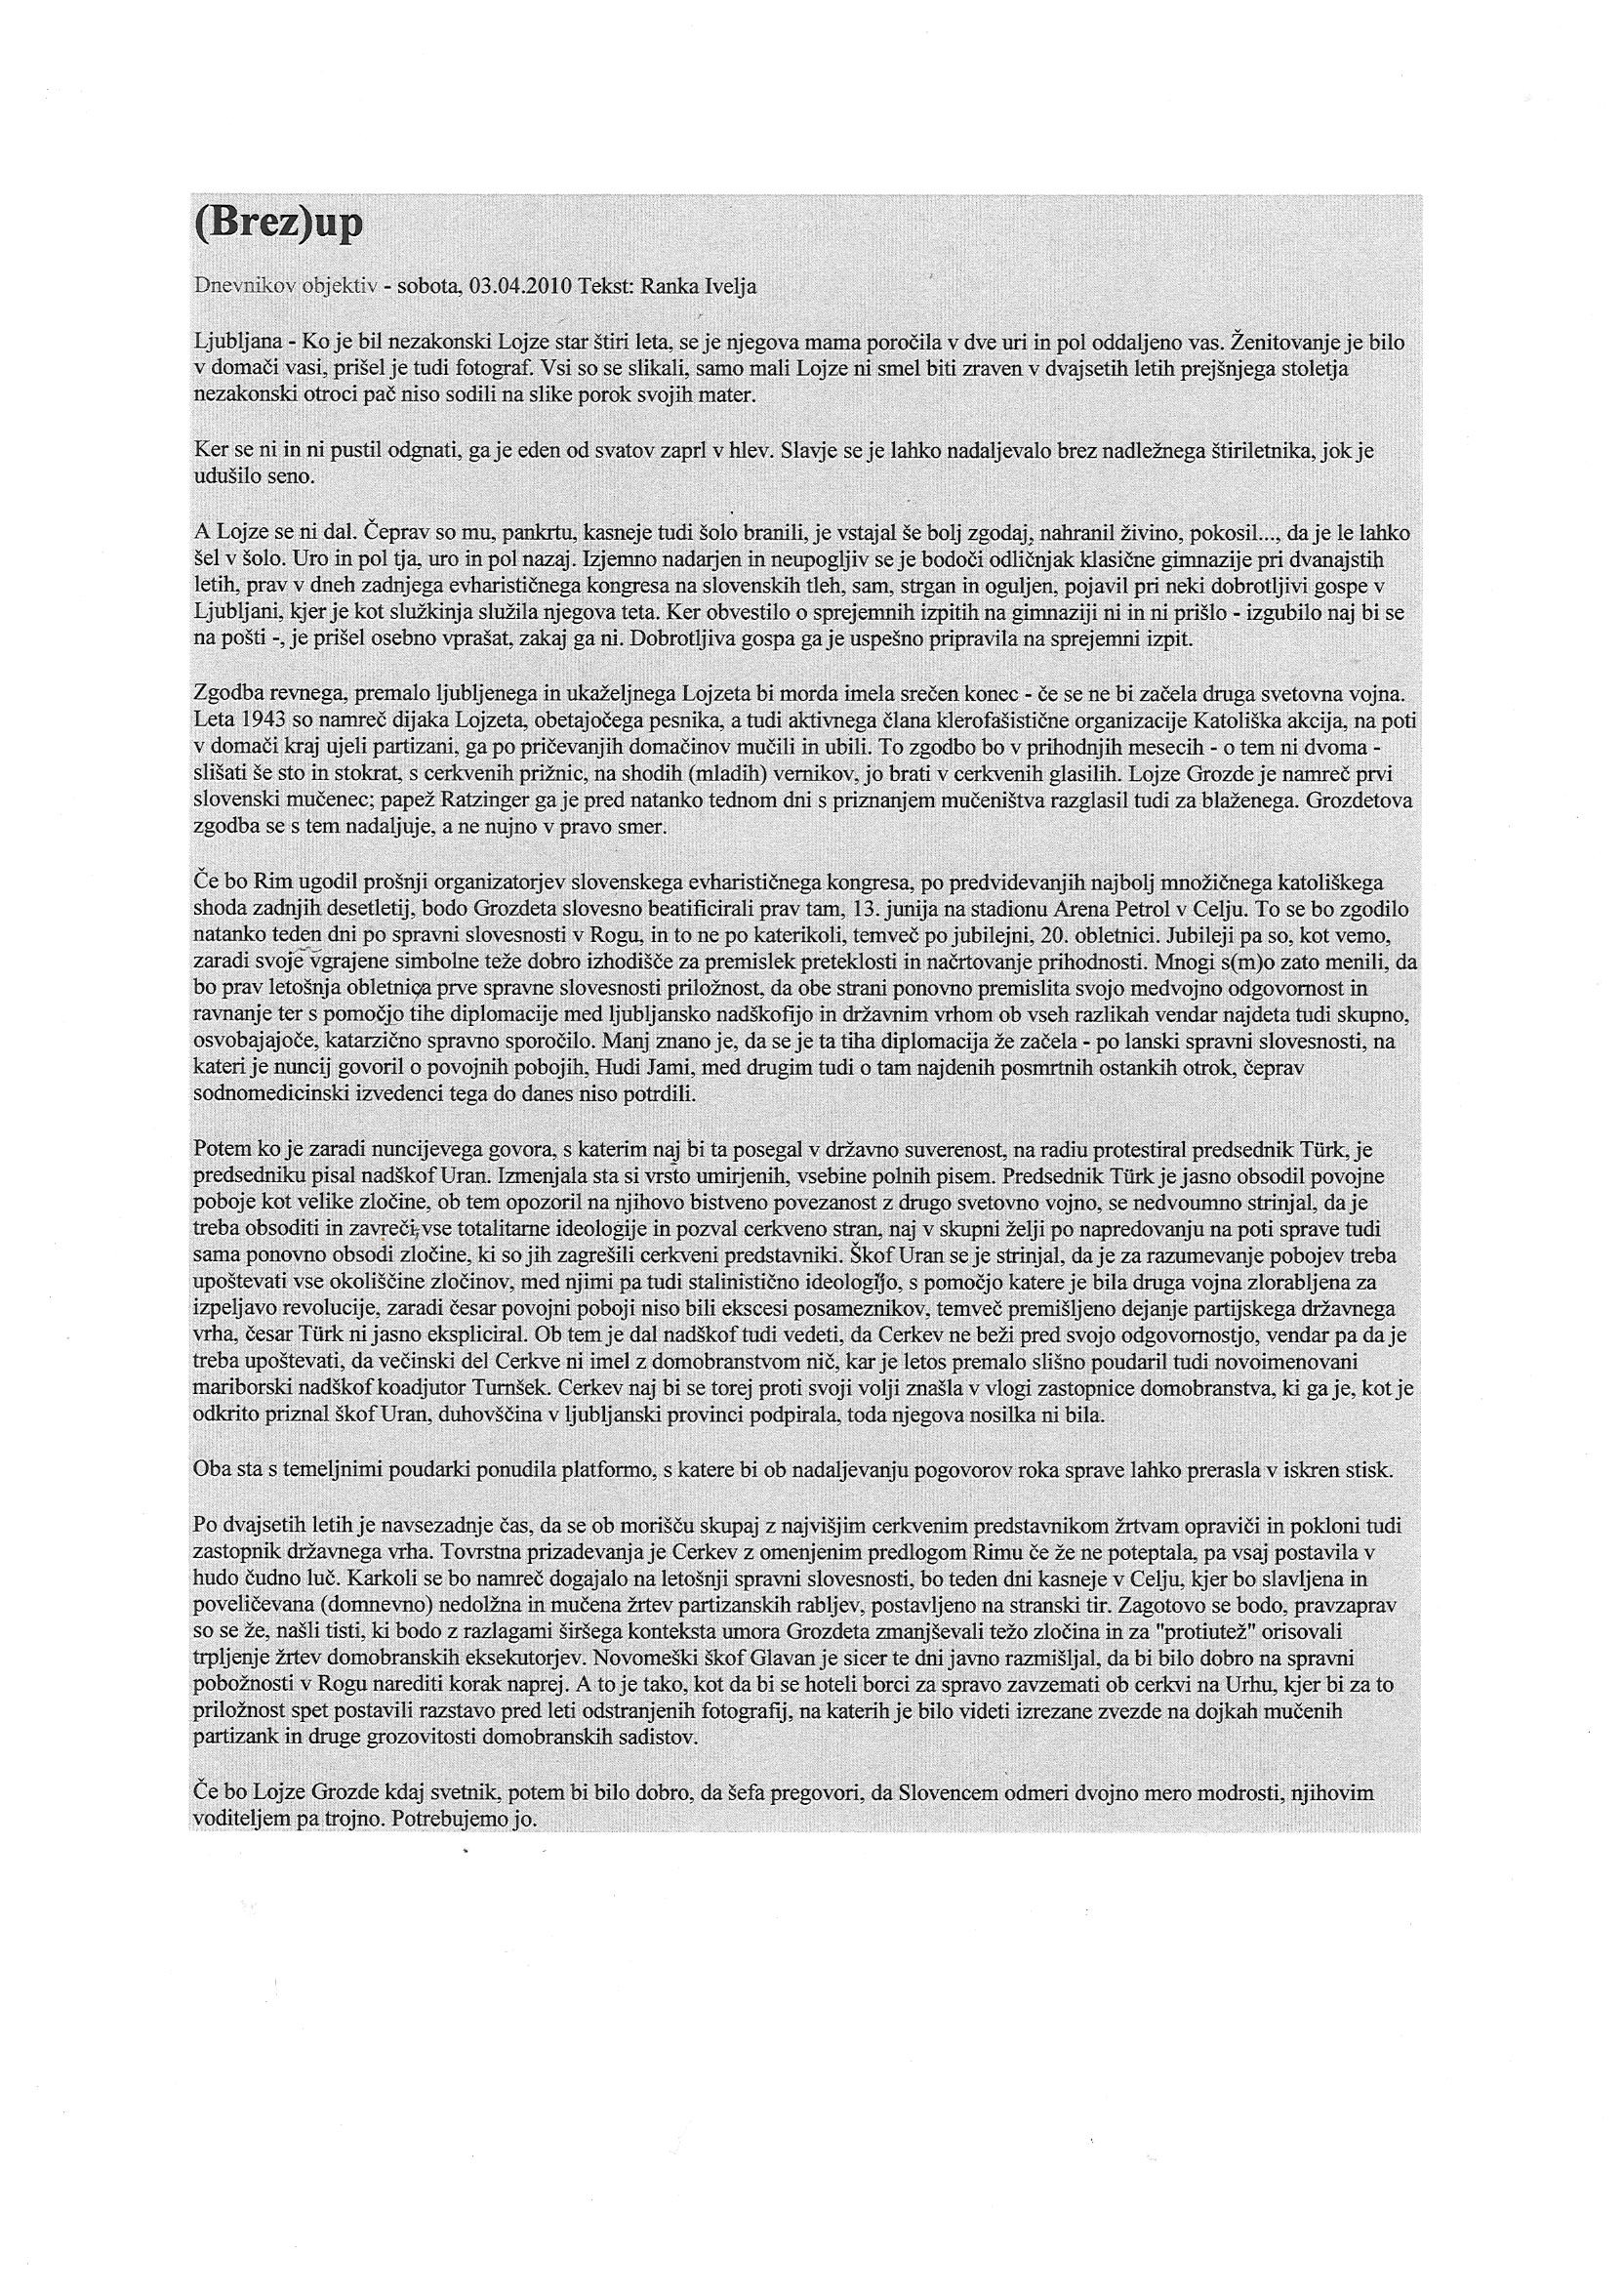 (Brez)up
Dnevnikov objektiv - sobota, 03.04.2010 Tekst: Ranka Ivelja
Ljubljana - Ko je bil nezakonski Lojze star štiri leta, se je njegova mama poročila v dve uri in pol oddaljeno vas. Ženitovanje je bilo
v domači vasi, prišel je tudi fotograf. Vsi so se slikali, samo mali Lojze ni smel biti zraven v dvajsetih letih prejšnjega stoletja
nezakonski otroci pač niso sodili na slike porok svojih mater.
Ker se ni in ni pustil odgnati, ga je eden od svatov zaprl v hlev. Slavje se je lahko nadaljevalo brez nadležnega štiriletnika, jok je
udušilo seno.
A Lojze se ni dal. Čeprav so mu, pankrtu, kasneje tudi šolo branili, je vstajal še bolj zgodaj, nahranil živino, pokosil..., da je le lahko
šel v šolo. Uro in pol tja, uro in pol nazaj. Izjemno nadarjen in neupogljiv se je bodoči odličnjak klasične gimnazije pri dvanajstih
letih, prav v dneh zadnjega evharističnega kongresa na slovenskih tleh, sam, strgan in oguljen, pojavil pri neki dobrotljivi gospe v
Ljubljani, kjer je kot služkinja služila njegova teta. Ker obvestilo o sprejemnih izpitih na gimnaziji ni in ni prišlo - izgubilo naj bi se
na pošti -, je prišel osebno vprašat, zakaj ga ni. Dobrotljiva gospa ga je uspešno pripravila na sprejemni izpit.
Zgodba revnega, premalo ljubljenega in ukaželjnega Lojzeta bi morda imela srečen konec - če se ne bi začela druga svetovna vojna.
Leta 1943 so namreč dijaka Lojzeta, obetajočega pesnika, a tudi aktivnega člana klerofašistične organizacije Katoliška akcija, na poti
v domači kraj ujeli partizani, ga po pričevanjih domačinov mučili in ubili. To zgodbo bo v prihodnjih mesecih - o tem ni dvoma -
slišati še sto in stokrat, s cerkvenih prižnic, na shodih (mladih) vernikov, jo brati v cerkvenih glasilih. Lojze Grozde je namreč prvi
slovenski mučenec; papež Ratzinger ga je pred natanko tednom dni s priznanjem mučeništva razglasil tudi za blaženega. Grozdetova
zgodba se s tem nadaljuje, a ne nujno v pravo smer.
Če bo Rim ugodil prošnji organizatorjev slovenskega evharističnega kongresa, po predvidevanjih najbolj množičnega katoliškega
shoda zadnjih desetletij, bodo Grozdeta slovesno beatificirali prav tam, 13. junija na stadionu Arena Petrol v Celju. To se bo zgodilo
natanko teden dni po spravni slovesnosti v Rogu, in to ne po katerikoli, temveč po jubilejni, 20. obletnici. Jubileji pa so, kot vemo,
zaradi svoje vgrajene simbolne teže dobro izhodišče za premislek preteklosti in načrtovanje prihodnosti. Mnogi s(m)o zato menili, da
bo prav letošnja obletnica prve spravne slovesnosti priložnost, da obe strani ponovno premislita svojo medvojno odgovornost in
ravnanje ter s pomočjo tihe diplomacije med ljubljansko nadškofijo in državnim vrhom ob vseh razlikah vendar najdeta tudi skupno,
osvobajajoče, katarzično spravno sporočilo. Manj znano je, da se je ta tiha diplomacija že začela - po lanski spravni slovesnosti, na
kateri je nuncij govoril o povojnih pobojih, Hudi Jami, med drugim tudi o tam najdenih posmrtnih ostankih otrok, čeprav
sodnomedicinski izvedenci tega do danes niso potrdili.
Potem ko je zaradi nuncijevega govora, s katerim naj bi ta posegal v državno suverenost, na radiu protestiral predsednik Türk, je
predsedniku pisal nadškof Uran. Izmenjala sta si vrsto umirjenih, vsebine polnih pisem. Predsednik Türk je jasno obsodil povojne
poboje kot velike zločine, ob tem opozoril na njihovo bistveno povezanost z drugo svetovno vojno, se nedvoumno strinjal, da je
treba obsoditi in zavreči vse totalitarne ideologije in pozval cerkveno stran, naj v skupni želji po napredovanju na poti sprave tudi
sama ponovno obsodi zločine, ki so jih zagrešili cerkveni predstavniki. Škof Uran se je strinjal, da je za razumevanje pobojev treba
upoštevati vse okoliščine zločinov, med njimi pa tudi stalinistično ideologijo, s pomočjo katere je bila druga vojna zlorabljena za
izpeljavo revolucije, zaradi česar povojni poboji niso bili ekscesi posameznikov, temveč premišljeno dejanje partijskega državnega
vrha, česar Türk ni jasno ekspliciral. Ob tem je dal nadškof tudi vedeti, da Cerkev ne beži pred svojo odgovornostjo, vendar pa da je
treba upoštevati, da večinski del Cerkve ni imel z domobranstvom nič, kar je letos premalo slišno poudaril tudi novoimenovani
mariborski nadškof koadjutor Turnšek. Cerkev naj bi se torej proti svoji volji znašla v vlogi zastopnice domobranstva, ki ga je, kot je
odkrito priznal škof Uran, duhovščina v ljubljanski provinci podpirala, toda njegova nosilka ni bila.
Oba sta s temeljnimi poudarki ponudila platformo, s katere bi ob nadaljevanju pogovorov roka sprave lahko prerasla v iskren stisk.
Po dvajsetih letih je navsezadnje čas, da se ob morišču skupaj z najvišjim cerkvenim predstavnikom žrtvam opraviči in pokloni tudi
zastopnik državnega vrha. Tovrstna prizadevanja je Cerkev z omenjenim predlogom Rimu če že ne poteptala, pa vsaj postavila v
hudo čudno luč. Karkoli se bo namreč dogajalo na letošnji spravni slovesnosti, bo teden dni kasneje v Celju, kjer bo slavljena in
poveličevana (domnevno) nedolžna in mučena žrtev partizanskih rabljev, postavljeno na stranski tir. Zagotovo se bodo, pravzaprav
so se že, našli tisti, ki bodo z razlagami širšega konteksta umora Grozdeta zmanjševali težo zločina in za "protiutež" orisovali
trpljenje žrtev domobranskih eksekutorjev. Novomeški škof Glavan je sicer te dni javno razmišljal, da bi bilo dobro na spravni
pobožnosti v Rogu narediti korak naprej. A to je tako, kot da bi se hoteli borci za spravo zavzemati ob cerkvi na Urhu, kjer bi za to
priložnost spet postavili razstavo pred leti odstranjenih fotografij, na katerih je bilo videti izrezane zvezde na dojkah mučenih
partizank in druge grozovitosti domobranskih sadistov.
Če bo Lojze Grozde kdaj svetnik, potem bi bilo dobro, da šefa pregovori, da Slovencem odmeri dvojno mero modrosti, njihovim
voditeljem pa trojno. Potrebujemo jo.